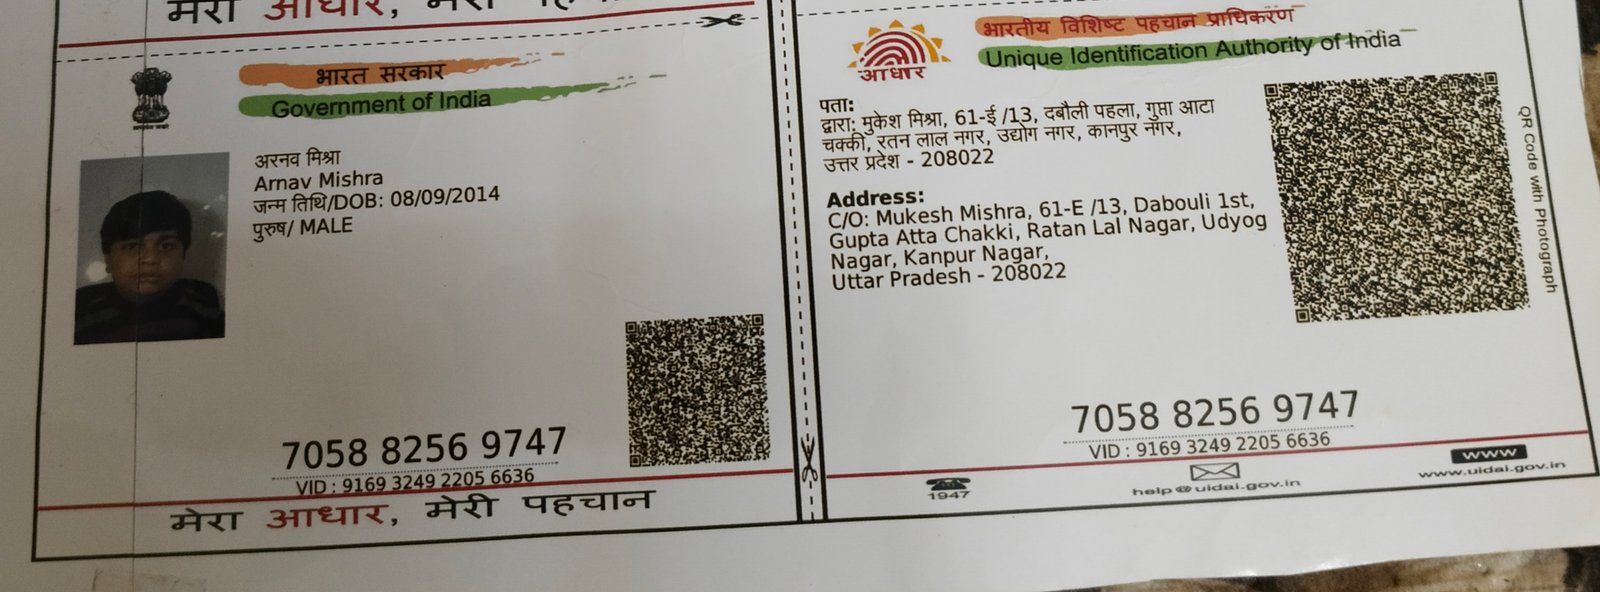 मेरा आधार,
भारत सरकार
Government of India
अरनव मिश्रा
Arnav Mishra
जन्म तिथि/DOB: 08/09/2014
पुरुष/ MALE
7058 8256 9747
VID : 9169 3249 2205 6636
मेरा आधार, मेरी पहचान
आधार
भारतीय विशिष्ट पहचान प्राधिकरण
Unique Identification Authority of India
पता:
द्वारा: मुकेश मिश्रा, 61-ई /13, दबौली पहला, गुप्ता आटा
चक्की, रतन लाल नगर, उद्योग नगर, कानपुर नगर,
उत्तर प्रदेश - 208022
Address:
C/O: Mukesh Mishra, 61-E /13, Dabouli 1st,
Gupta Atta Chakki, Ratan Lal Nagar, Udyog
Nagar, Kanpur Nagar,
Uttar Pradesh - 208022
QR Code with Photograph
7058 8256 9747
VID : 9169 3249 2205 6636
1947
help@uidai.gov.in
www
www.uidai.gov.in